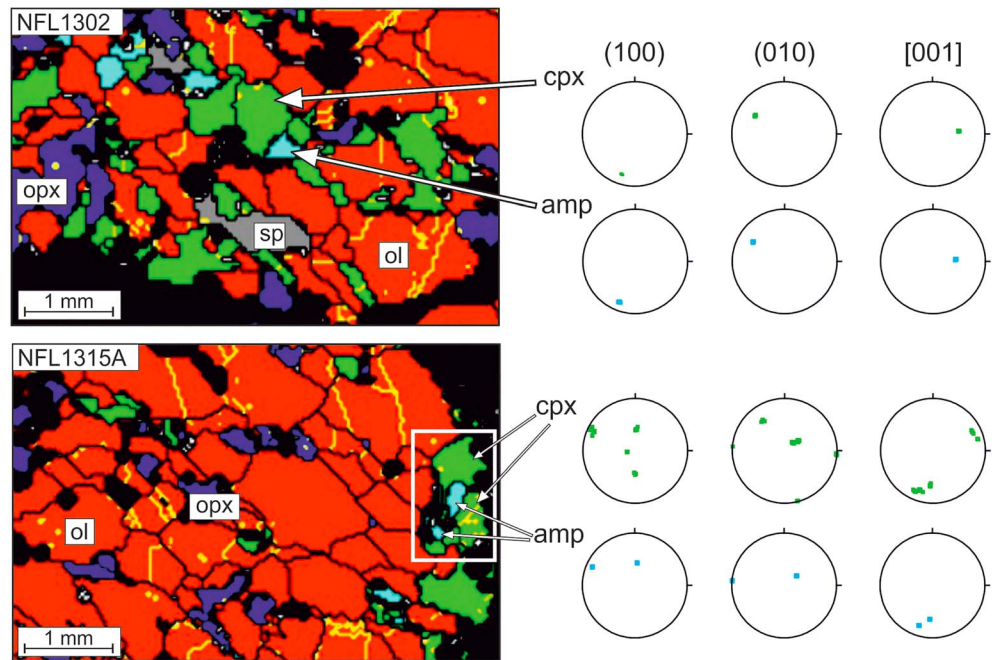 NFL1302
(100) (010) [001]
cpx
opx
amp
sp
ol
1 mm
NFL1315A
cpx
opx
ol
amp
1 mm